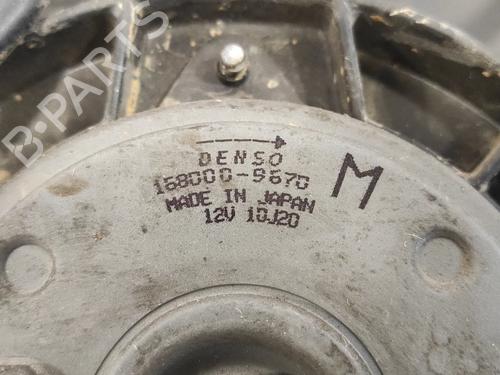 B-PARTS
DENSO
168000-9670
M
MADE IN JAPAN
12V 10J20